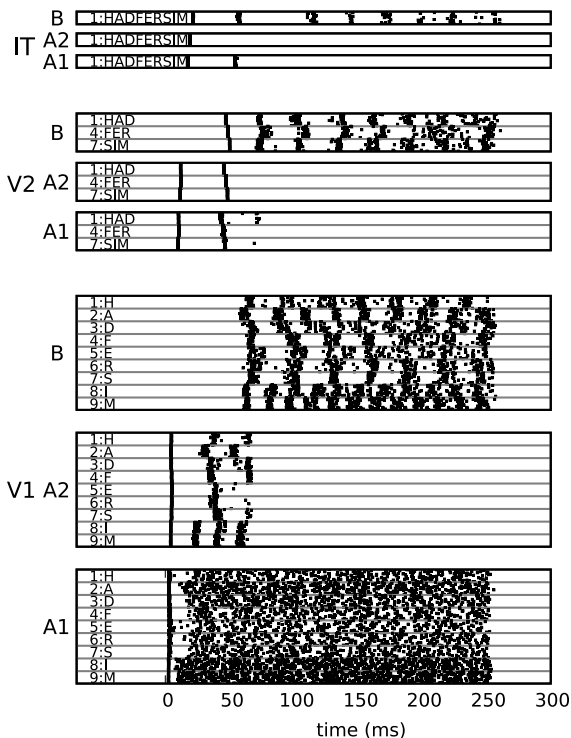 B 1:HADFERSIM
IT A2 1:HADFERSIM
A1 1:HADFERSIM
B 1:HAD
4:FER
7:SIM
V2 A2 1:HAD
4:FER
7:SIM
A1 1:HAD
4:FER
7:SIM
B 1:H
2:A
3:D
4:F
5:E
6:R
7:S
8:I
9:M
V1 A2 1:H
2:A
3:D
4:F
5:E
6:R
7:S
8:I
9:M
A1 1:H
2:A
3:D
4:F
5:E
6:R
7:S
8:I
9:M
0 50 100 150 200 250 300
time (ms)